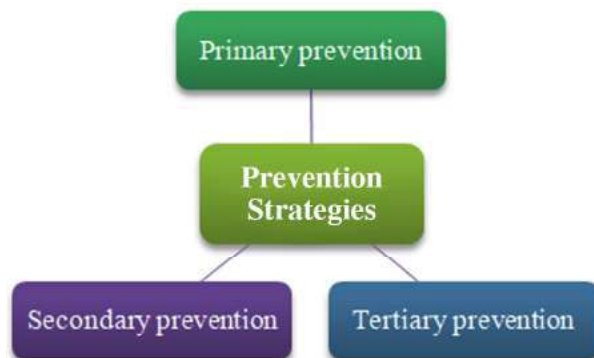 Primary prevention
Prevention
Strategies
Secondary prevention
Tertiary prevention